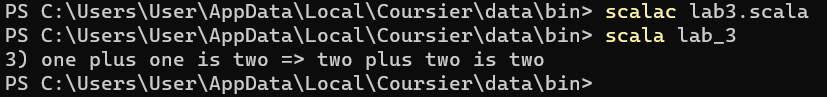 PS C:\Users\User\AppData\Local\Coursier\data\bin> scalac lab3.scala
PS C:\Users\User\AppData\Local\Coursier\data\bin> scala lab_3
3) one plus one is two => two plus two is two
PS C:\Users\User\AppData\Local\Coursier\data\bin>